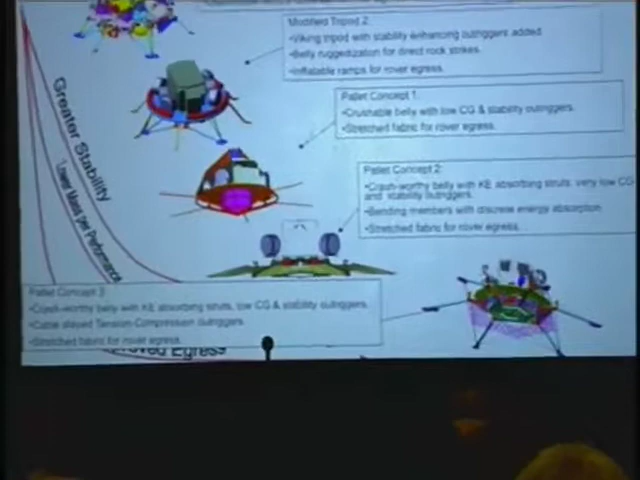 Modified Tripod 2:
•Viking tripod with stability enhancing outriggers added
•Belly ruggedization for direct rock strikes.
•Inflatable ramps for rover egress.
Greater Stability
Pallet Concept 1:
•Crushable belly with low CG & stability outriggers.
•Stretched fabric for rover egress.
Lower Mass per Performance
Pallet Concept 2:
•Crash-worthy belly with KE absorbing struts, very low CG
and stability outriggers.
•Bending members with discrete energy absorption
•Stretched fabric for rover egress.
Pallet Concept 3:
•Crash-worthy belly with KE absorbing struts, low CG & stability outriggers.
•Cable stayed Tension-Compression outriggers.
•Stretched fabric for rover egress.
Improved Egress